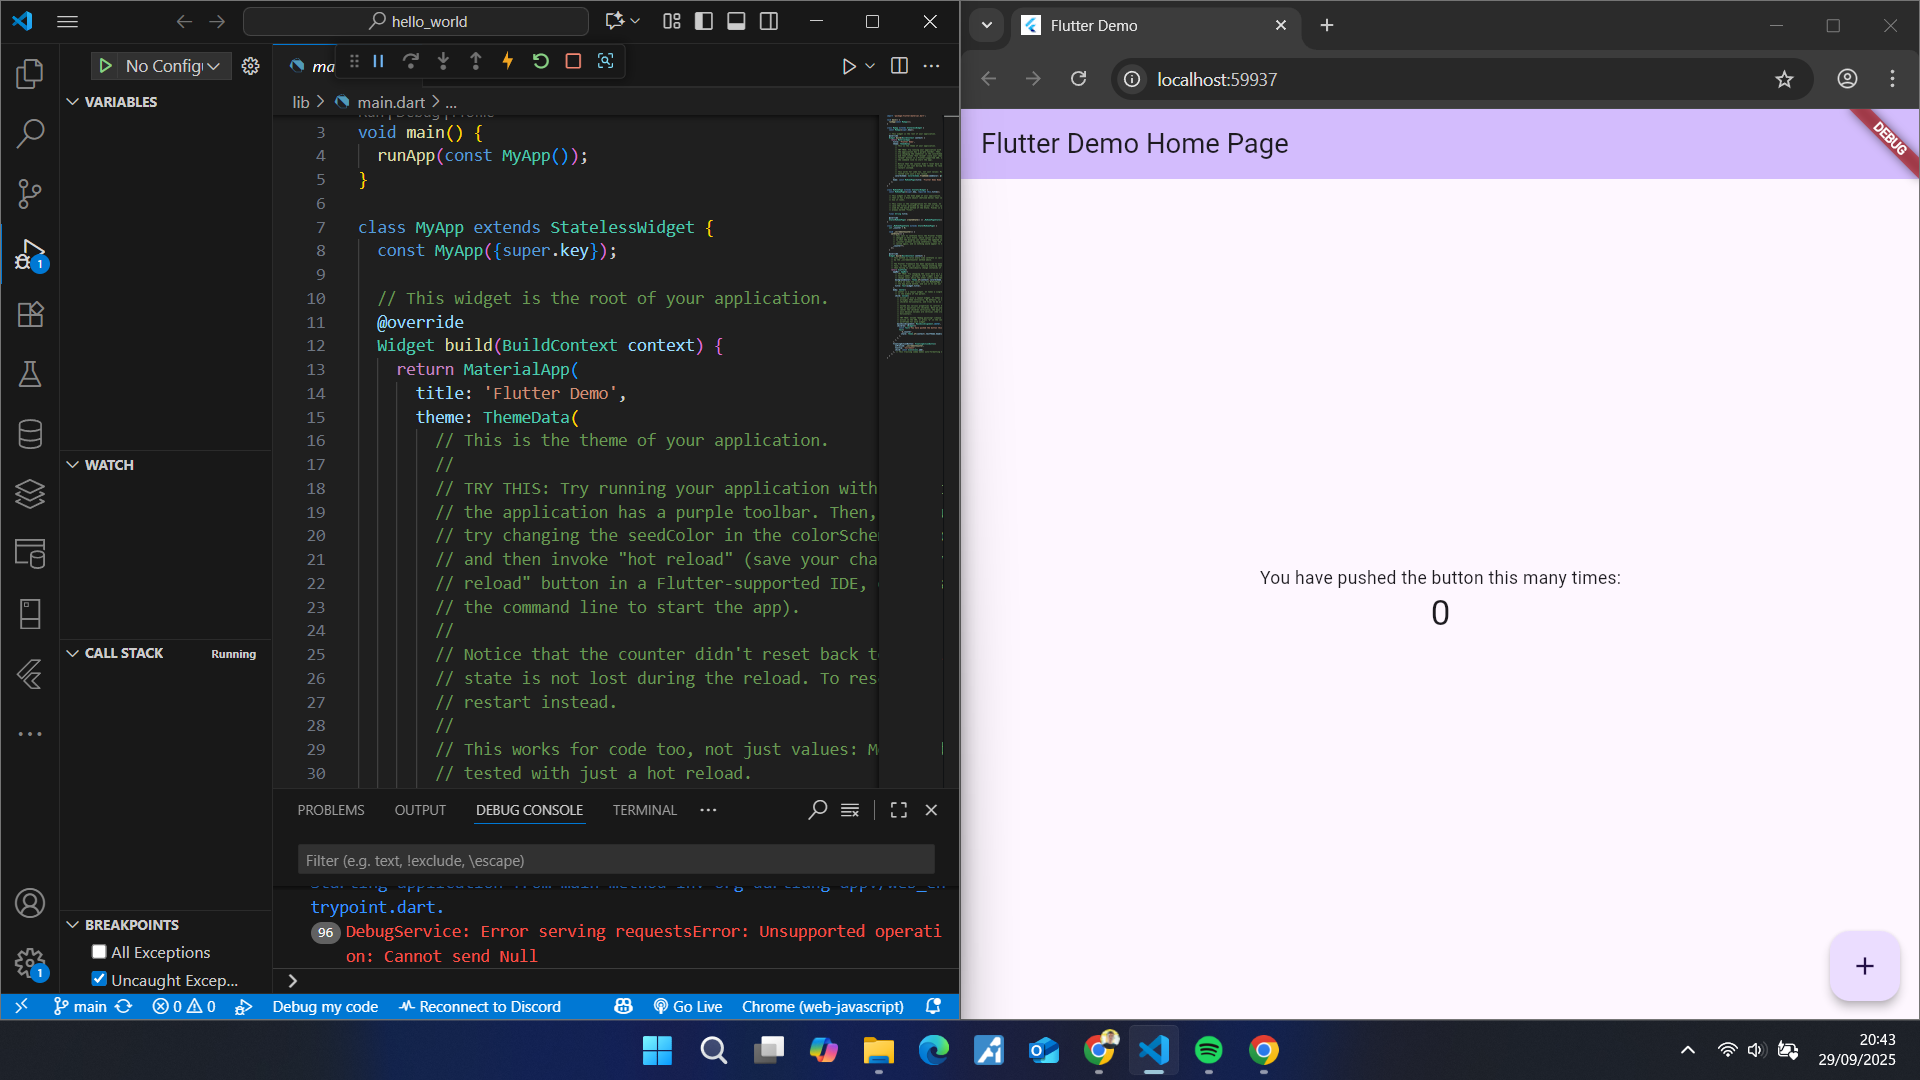 hello_world
No Config
VARIABLES
WATCH
CALL STACK
Running
BREAKPOINTS
All Exceptions
Uncaught Excep...
lib > main.dart > ...
3 void main() {
4 runApp(const MyApp());
5 }
6
7 class MyApp extends StatelessWidget {
8 const MyApp({super.key});
9
10 // This widget is the root of your application.
11 @override
12 Widget build(BuildContext context) {
13 return MaterialApp(
14 title: 'Flutter Demo',
15 theme: ThemeData(
16 // This is the theme of your application.
17 //
18 // TRY THIS: Try running your application with
19 // the application has a purple toolbar. Then,
20 // try changing the seedColor in the colorSche
21 // and then invoke "hot reload" (save your cha
22 // reload" button in a Flutter-supported IDE,
23 // the command line to start the app).
24 //
25 // Notice that the counter didn't reset back t
26 // state is not lost during the reload. To res
27 // restart instead.
28 //
29 // This works for code too, not just values: M
30 // tested with just a hot reload.
PROBLEMS OUTPUT DEBUG CONSOLE TERMINAL ...
Filter (e.g. text, !exclude, \escape)
trypoint.dart.
96 DebugService: Error serving requestsError: Unsupported operati
on: Cannot send Null
main 0 0 Debug my code Reconnect to Discord Go Live Chrome (web-javascript)
Flutter Demo
localhost:59937
Flutter Demo Home Page
DEBUG
You have pushed the button this many times:
0
20:43
29/09/2025